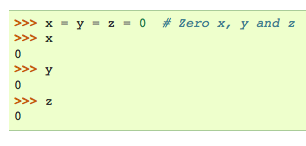 >>> x = y = z = 0  # Zero x, y and z
>>> x
0
>>> y
0
>>> z
0